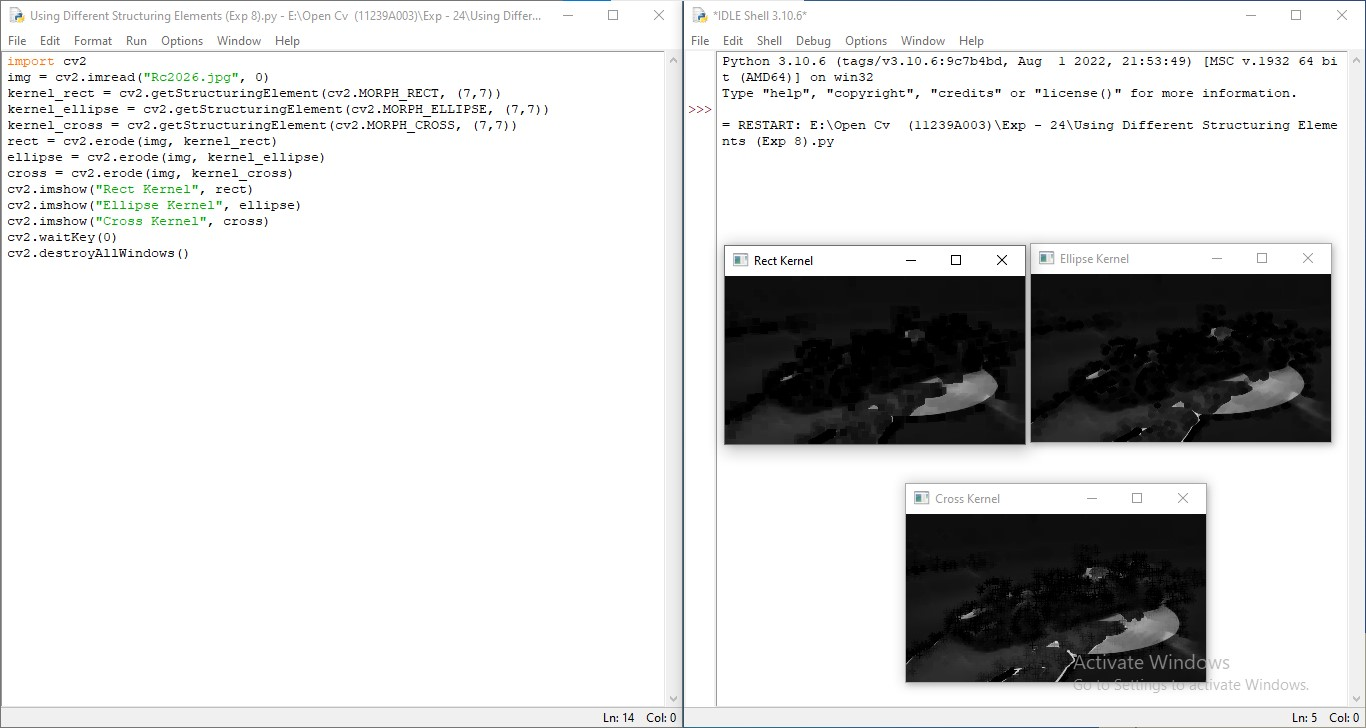 Using Different Structuring Elements (Exp 8).py - E:\Open Cv  (11239A003)\Exp - 24\Using Differ...
File Edit Format Run Options Window Help
import cv2
img = cv2.imread("Rc2026.jpg", 0)
kernel_rect = cv2.getStructuringElement(cv2.MORPH_RECT, (7,7))
kernel_ellipse = cv2.getStructuringElement(cv2.MORPH_ELLIPSE, (7,7))
kernel_cross = cv2.getStructuringElement(cv2.MORPH_CROSS, (7,7))
rect = cv2.erode(img, kernel_rect)
ellipse = cv2.erode(img, kernel_ellipse)
cross = cv2.erode(img, kernel_cross)
cv2.imshow("Rect Kernel", rect)
cv2.imshow("Ellipse Kernel", ellipse)
cv2.imshow("Cross Kernel", cross)
cv2.waitKey(0)
cv2.destroyAllWindows()
Ln: 14 Col: 0
*IDLE Shell 3.10.6*
File Edit Shell Debug Options Window Help
Python 3.10.6 (tags/v3.10.6:9c7b4bd, Aug  1 2022, 21:53:49) [MSC v.1932 64 bi
t (AMD64)] on win32
Type "help", "copyright", "credits" or "license()" for more information.
>>>
= RESTART: E:\Open Cv  (11239A003)\Exp - 24\Using Different Structuring Eleme
nts (Exp 8).py
Rect Kernel
Ellipse Kernel
Cross Kernel
Activate Windows
Go to Settings to activate Windows.
Ln: 5 Col: 0